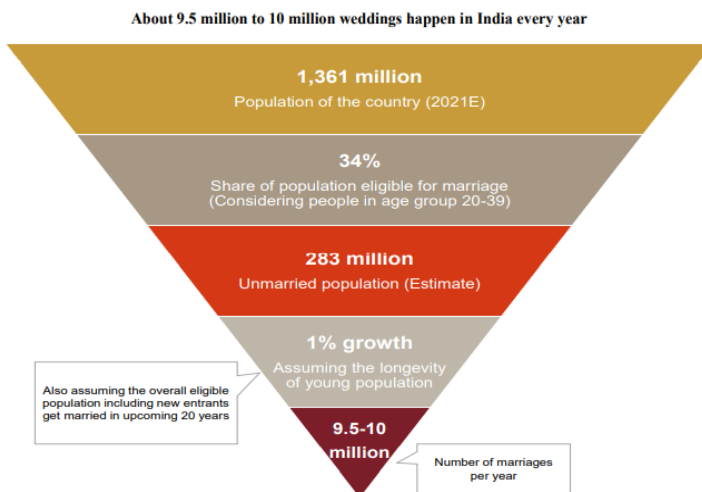 About 9.5 million to 10 million weddings happen in India every year
1,361 million
Population of the country (2021E)
34%
Share of population eligible for marriage
(Considering people in age group 20-39)
283 million
Unmarried population (Estimate)
1% growth
Assuming the longevity
of young population
Also assuming the overall eligible
population including new entrants
get married in upcoming 20 years
9.5-10
million
Number of marriages
per year